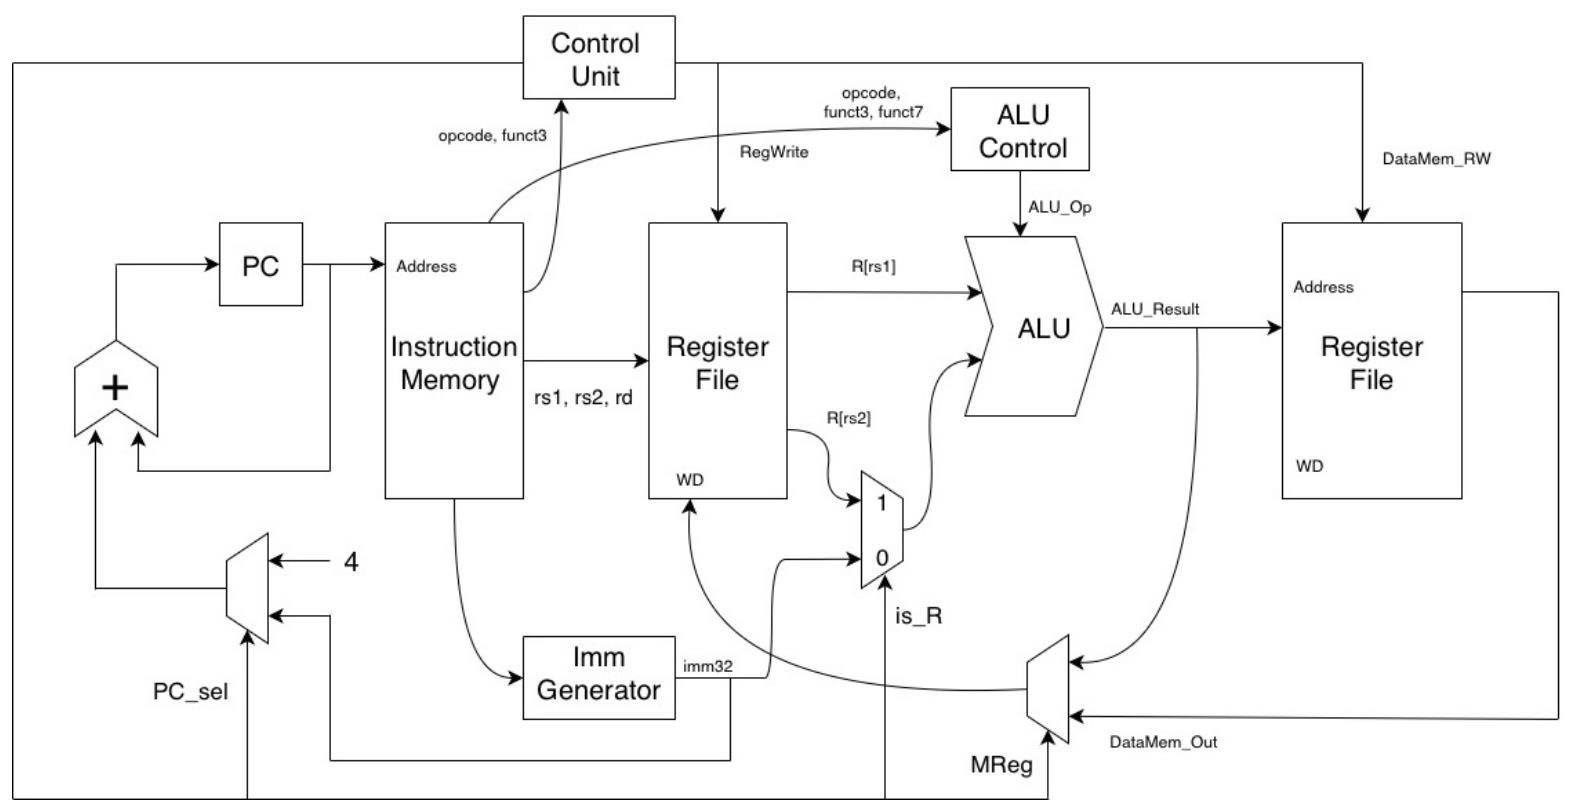 Control
Unit
opcode,
funct3, funct7
ALU
Control
opcode, funct3
RegWrite
DataMem_RW
ALU_Op
PC
Address
R[rs1]
Address
ALU_Result
ALU
Instruction
Memory
Register
File
Register
File
+
rs1, rs2, rd
R[rs2]
WD
WD
1
0
4
is_R
Imm
Generator
imm32
PC_sel
DataMem_Out
MReg